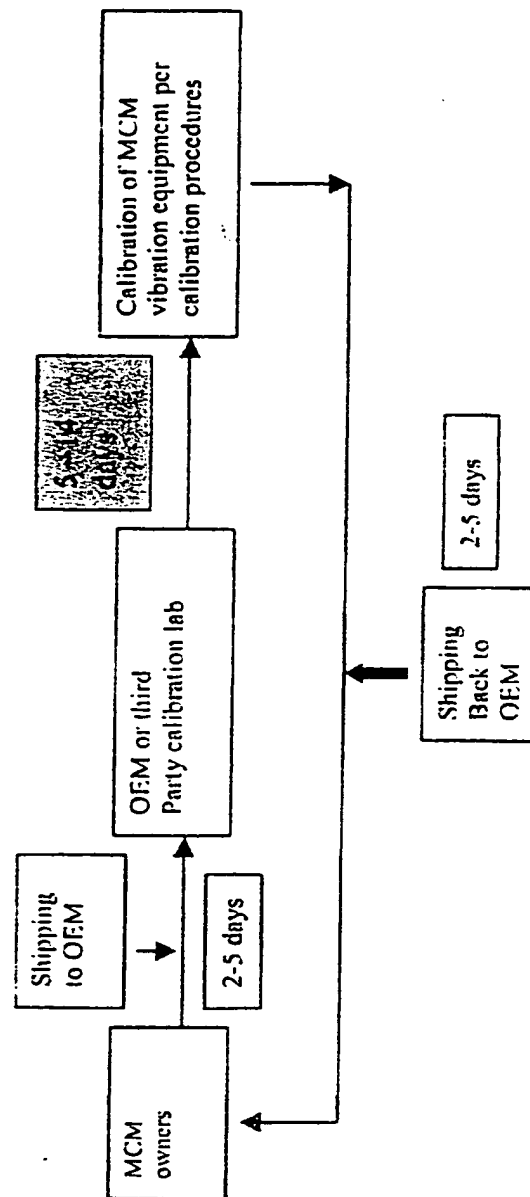 MCM
owners
Shipping
to OEM
2-5 days
OEM or third
Party calibration lab
days
Calibration of MCM
vibration equipment per
calibration procedures
Shipping
Back to
OEM
2-5 days